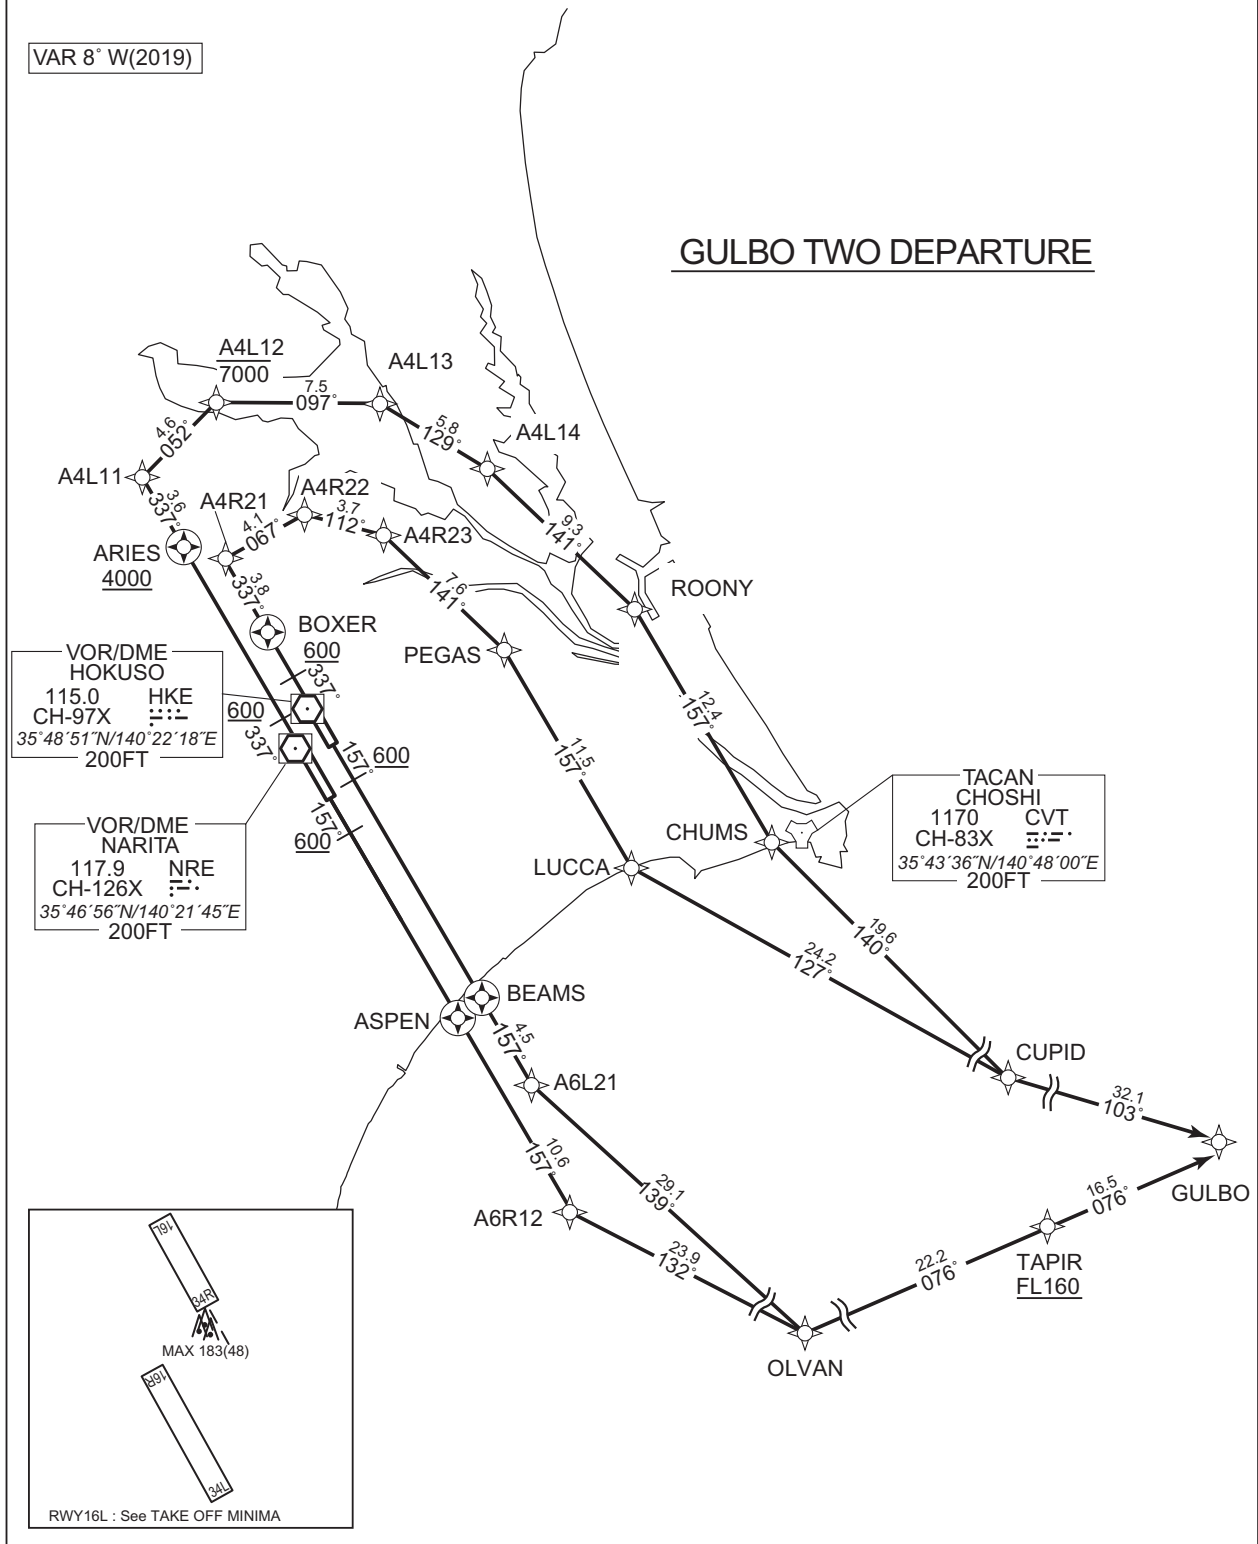 VAR 8˚ W(2019)
GULBO TWO DEPARTURE
A4L12
7000
A4L13
7.5
097˚
4.6
052˚
5.8
129˚
A4L14
A4L11
3.6
337˚
A4R21
A4R22
4.1
067˚
3.7
112˚
A4R23
9.3
141˚
ARIES
4000
3.8
337˚
7.6
141˚
ROONY
BOXER
600
PEGAS
337˚
VOR/DME
HOKUSO
115.0 HKE
CH-97X
35˚48´51˝N/140˚22´18˝E
200FT
600
337˚
157˚
600
12.4
157˚
11.5
157˚
VOR/DME
NARITA
117.9 NRE
CH-126X
35˚46´56˝N/140˚21´45˝E
200FT
157˚
600
TACAN
CHOSHI
1170 CVT
CH-83X
35˚43´36˝N/140˚48´00˝E
200FT
CHUMS
LUCCA
19.6
140˚
24.2
127˚
BEAMS
ASPEN
4.5
157˚
CUPID
A6L21
32.1
103˚
10.6
157˚
29.1
139˚
GULBO
16.5
076˚
A6R12
23.9
132˚
22.2
076˚
TAPIR
FL160
OLVAN
16L
34R
MAX 183(48)
16R
34L
RWY16L : See TAKE OFF MINIMA